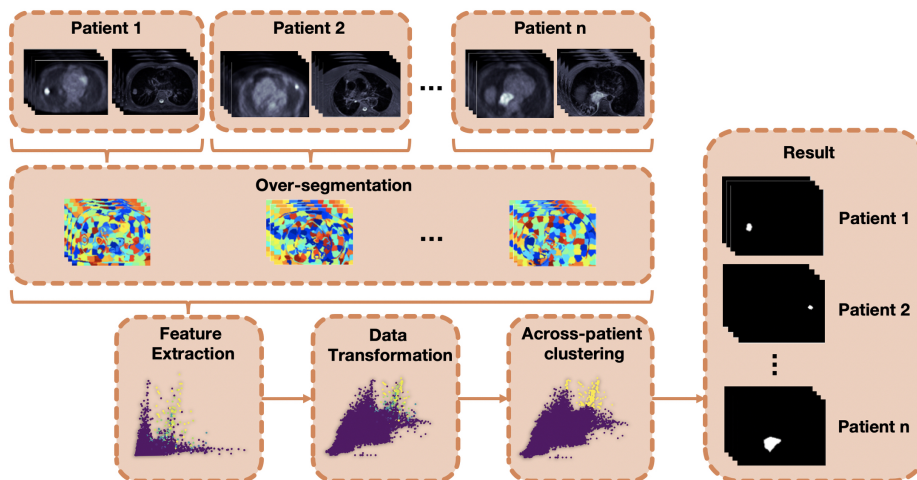 Patient 1
Patient 2
Patient n
...
Over-segmentation
...
Feature
Extraction
Data
Transformation
Across-patient
clustering
Result
Patient 1
Patient 2
...
Patient n